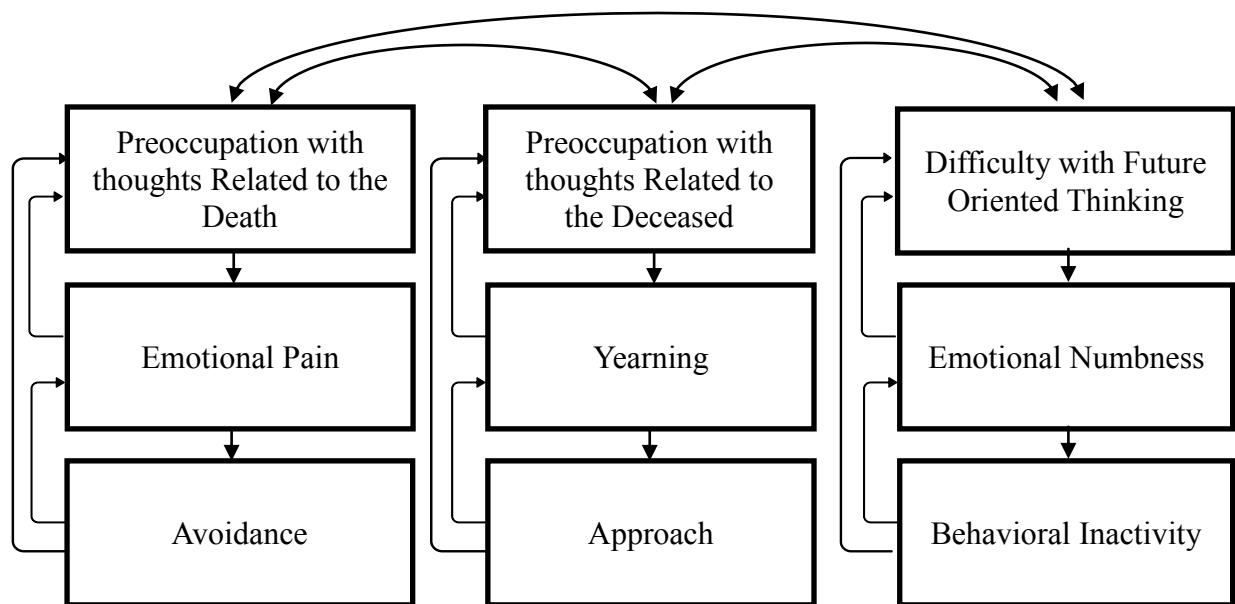 Preoccupation with
thoughts Related to the
Death
Preoccupation with
thoughts Related to
the Deceased
Difficulty with Future
Oriented Thinking
Emotional Pain
Yearning
Emotional Numbness
Avoidance
Approach
Behavioral Inactivity